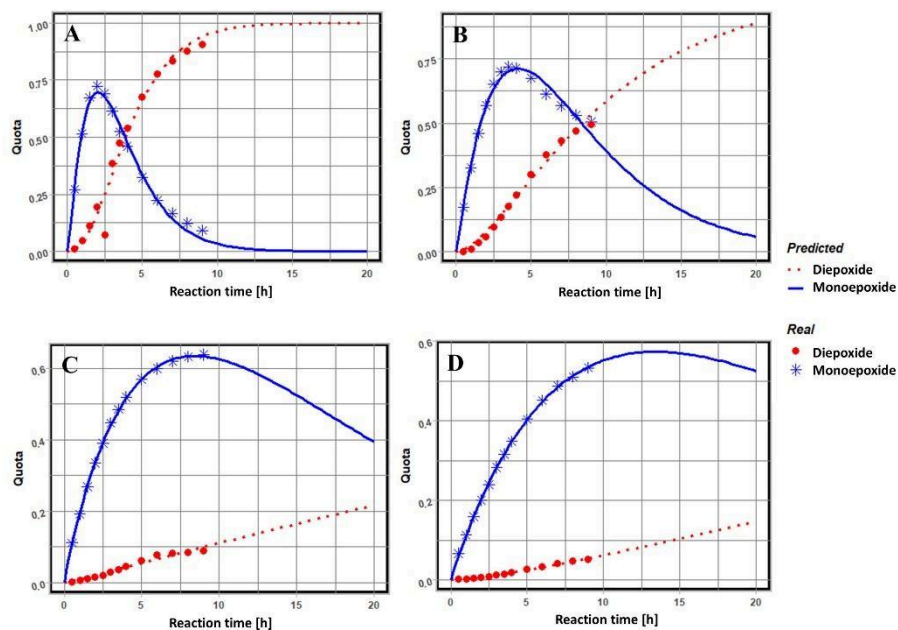 A
1.00
0.75
0.50
0.25
0.00
Quota
0 5 10 15 20
Reaction time [h]
B
0.75
0.50
0.25
0.00
Quota
0 5 10 15 20
Reaction time [h]
Predicted
Diepoxide
Monoepoxide
Real
Diepoxide
Monoepoxide
C
0,6
0,4
0,2
0,0
Quota
0 5 10 15 20
Reaction time [h]
D
0,6
0,4
0,2
0,0
Quota
0 5 10 15 20
Reaction time [h]